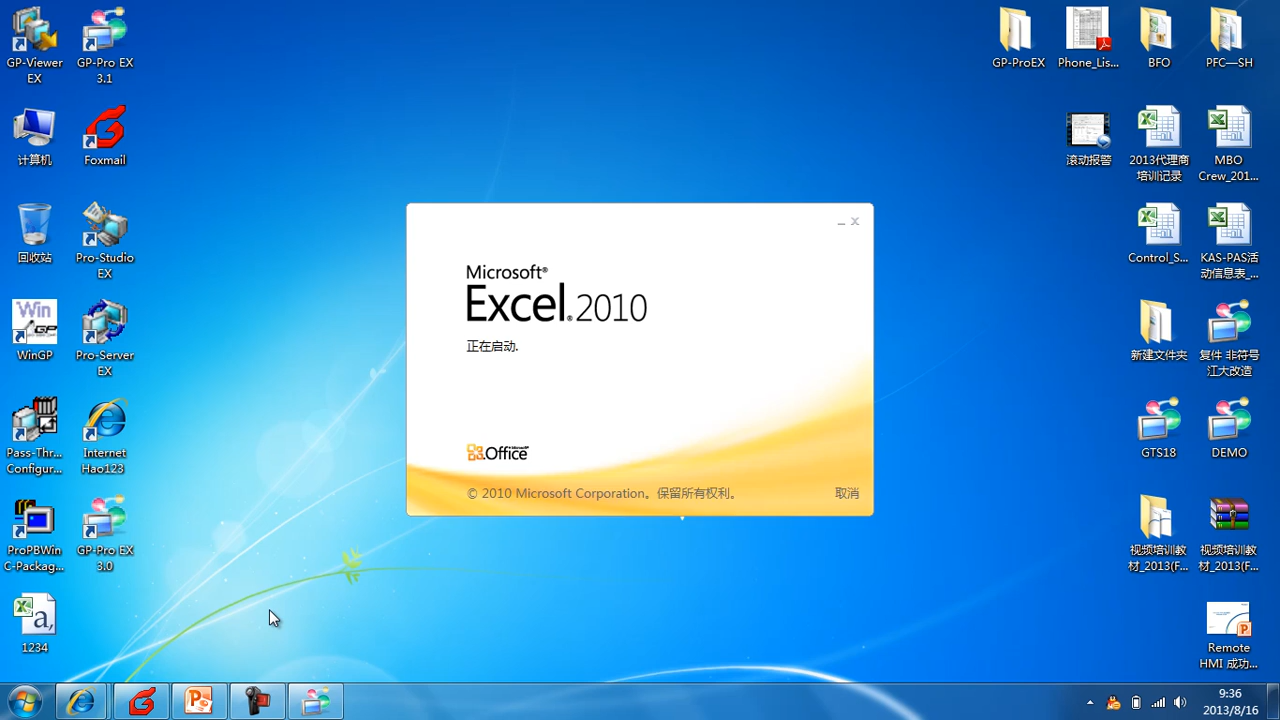 GP-Viewer
EX
GP-Pro EX
3.1
计算机
Foxmail
回收站
Pro-Studio
EX
Win
GP
WinGP
Pro-Server
EX
Pass-Thr...
Configur...
Internet
Hao123
ProPBWin
C-Packag...
GP-Pro EX
3.0
a,
1234
Microsoft®
Excel® 2010
正在启动.
Microsoft®
Office
© 2010 Microsoft Corporation。保留所有权利。
取消
GP-ProEX
Phone_Lis...
BFO
PFC—SH
滚动报警
2013代理商
培训记录
MBO
Crew_201...
Control_S...
KAS-PAS活
动信息表_...
新建文件夹
复件 非符号
江大改造
GTS18
DEMO
视频培训教
材_2013(F...
视频培训教
材_2013(F...
Remote
HMI 成功...
9:36
2013/8/16